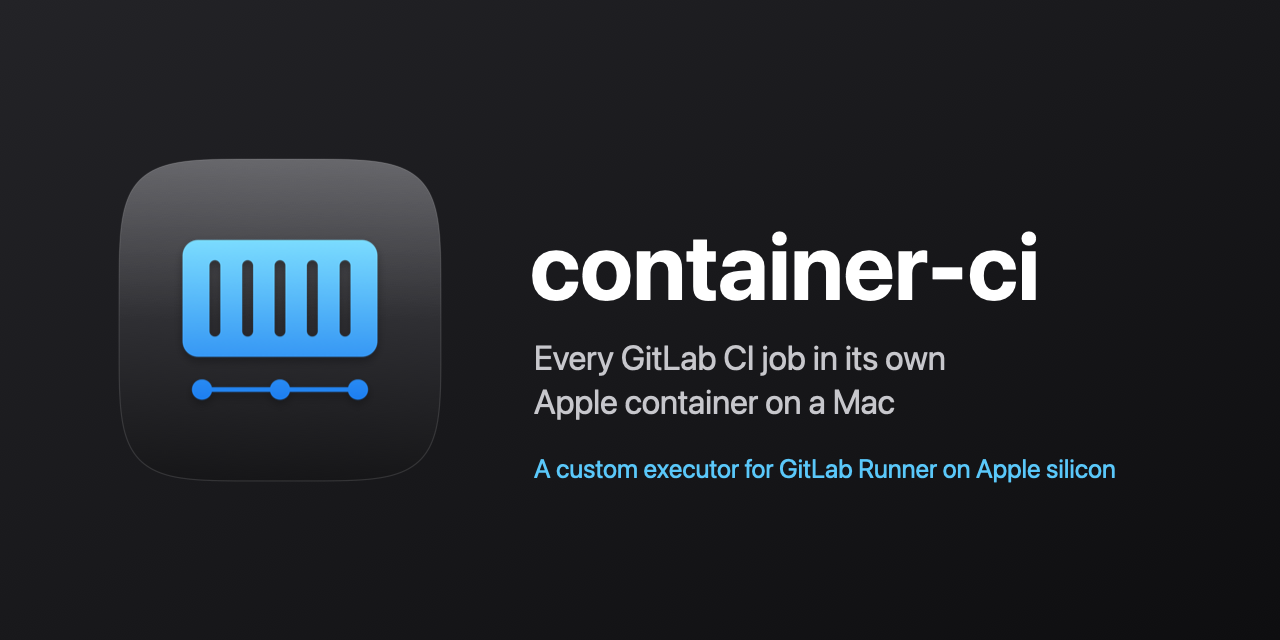 container-ci
Every GitLab CI job in its own
Apple container on a Mac
A custom executor for GitLab Runner on Apple silicon